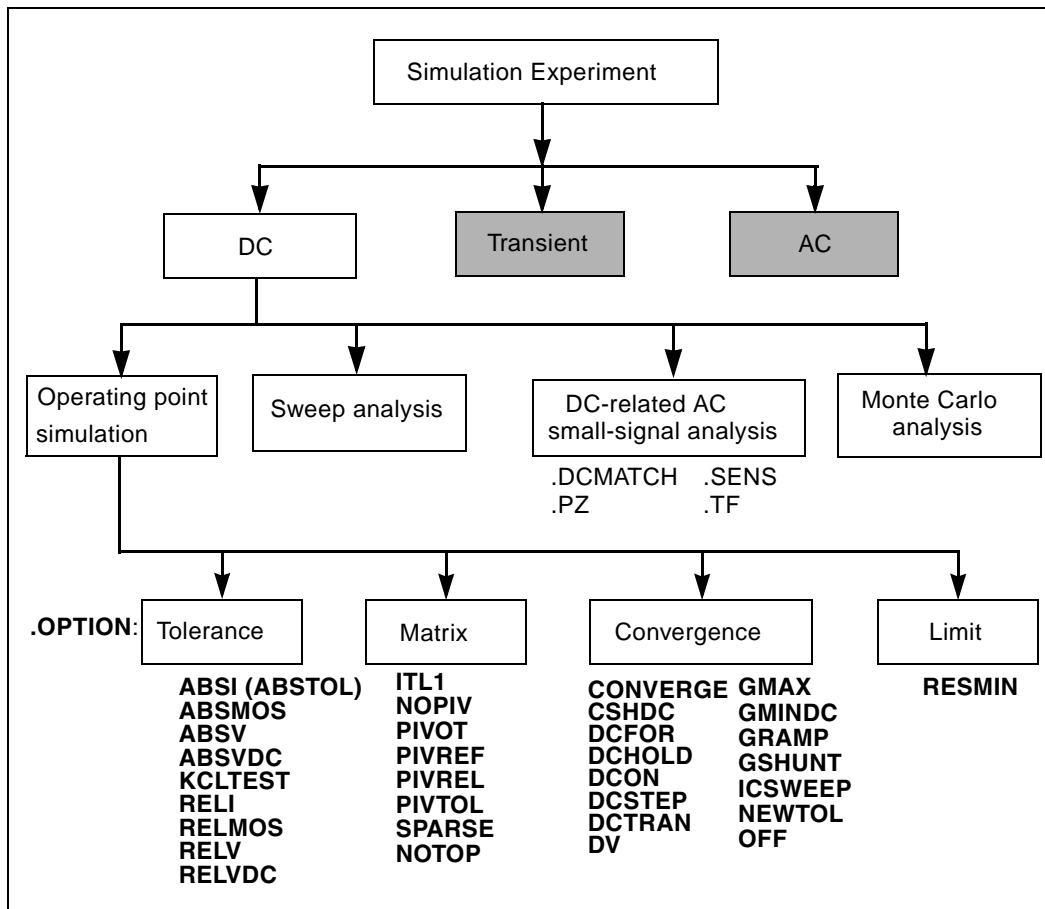 Simulation Experiment
DC
Transient
AC
Operating point
simulation
Sweep analysis
DC-related AC
small-signal analysis
Monte Carlo
analysis
.DCMATCH .SENS
.PZ .TF
.OPTION:
Tolerance
Matrix
Convergence
Limit
ABSI (ABSTOL)
ABSMOS
ABSV
ABSVDC
KCLTEST
RELI
RELMOS
RELV
RELVDC
ITL1
NOPIV
PIVOT
PIVREF
PIVREL
PIVTOL
SPARSE
NOTOP
CONVERGE
CSHDC
DCFOR
DCHOLD
DCON
DCSTEP
DCTRAN
DV
GMAX
GMINDC
GRAMP
GSHUNT
ICSWEEP
NEWTOL
OFF
RESMIN